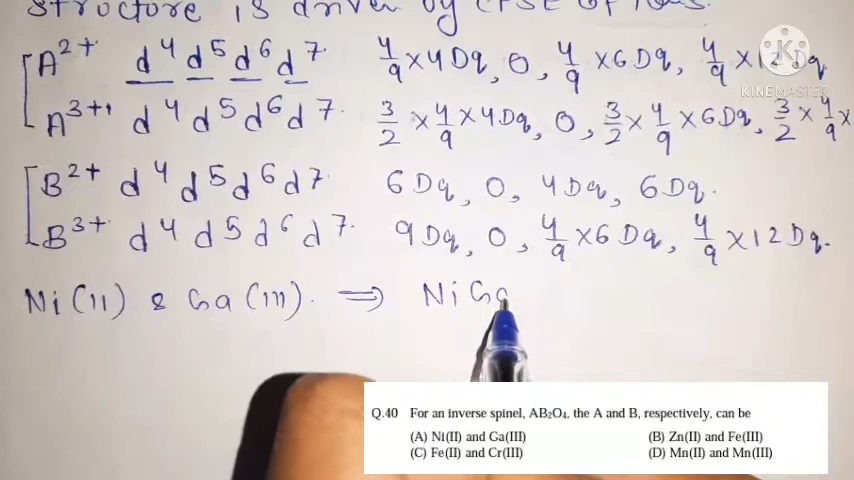 structure is driven by CFSE of ions.
A²⁺ d⁴ d⁵ d⁶ d⁷ 4/9 × 4Dq, 0, 4/9 × 6Dq, 4/9 × 12Dq
KINEMASTER
A³⁺ d⁴ d⁵ d⁶ d⁷. 3/2 × 4/9 × 4Dq, 0, 3/2 × 4/9 × 6Dq, 3/2 × 4/9 ×
B²⁺ d⁴ d⁵ d⁶ d⁷ 6Dq, 0, 4Dq, 6Dq.
B³⁺ d⁴ d⁵ d⁶ d⁷. 9Dq, 0, 4/9 × 6Dq, 4/9 × 12Dq.
Ni(II) & Ga(III). ⇒ NiGa
Q.40 For an inverse spinel, AB₂O₄, the A and B, respectively, can be
(A) Ni(II) and Ga(III) (B) Zn(II) and Fe(III)
(C) Fe(II) and Cr(III) (D) Mn(II) and Mn(III)